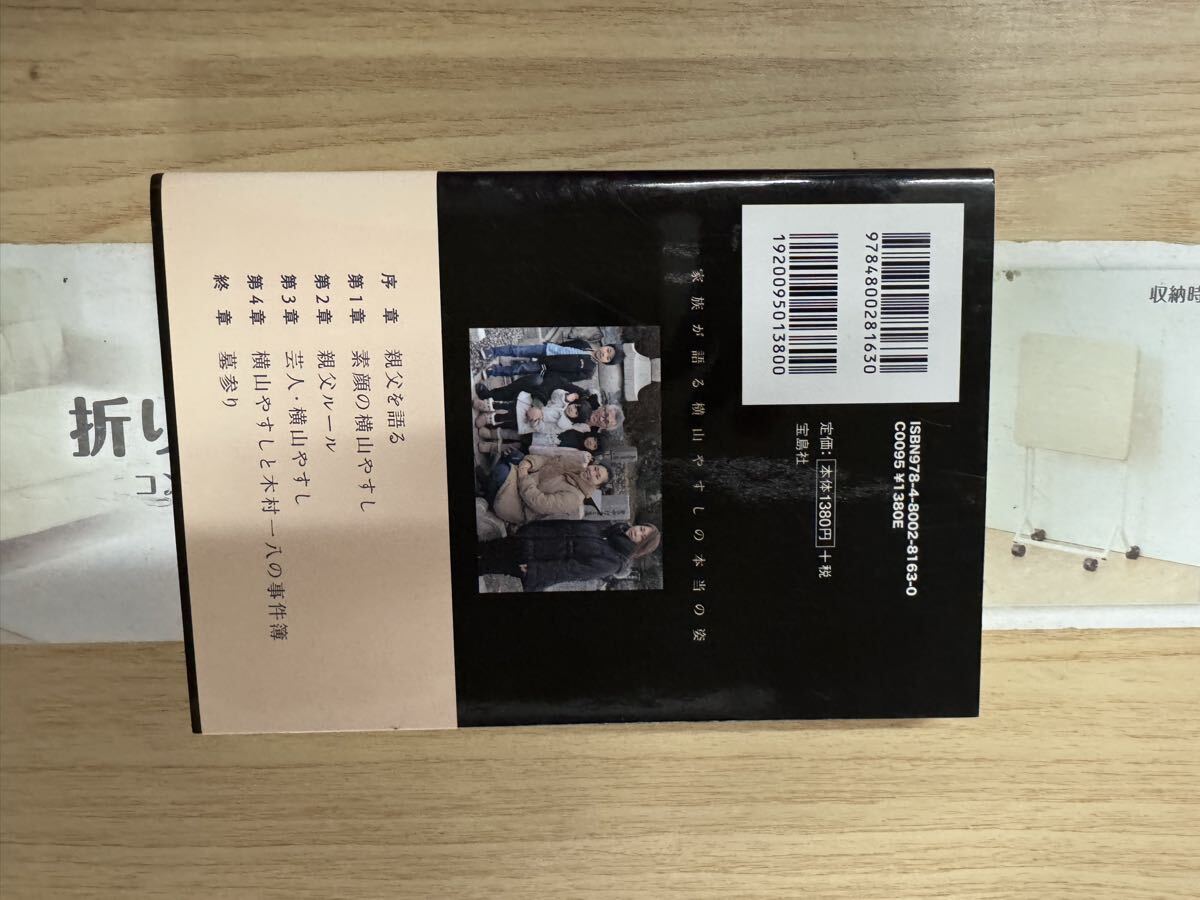 9784800281630
1920095013800
ISBN978-4-8002-8163-0
C0095 ¥1380E
定価：本体1380円＋税
宝島社
家族が語る横山やすしの本当の姿
序章 親父を語る
第1章 素顔の横山やすし
第2章 親父ルール
第3章 芸人・横山やすし
第4章 横山やすしと木村一八の事件簿
終章 墓参り
折り
コ
収納時